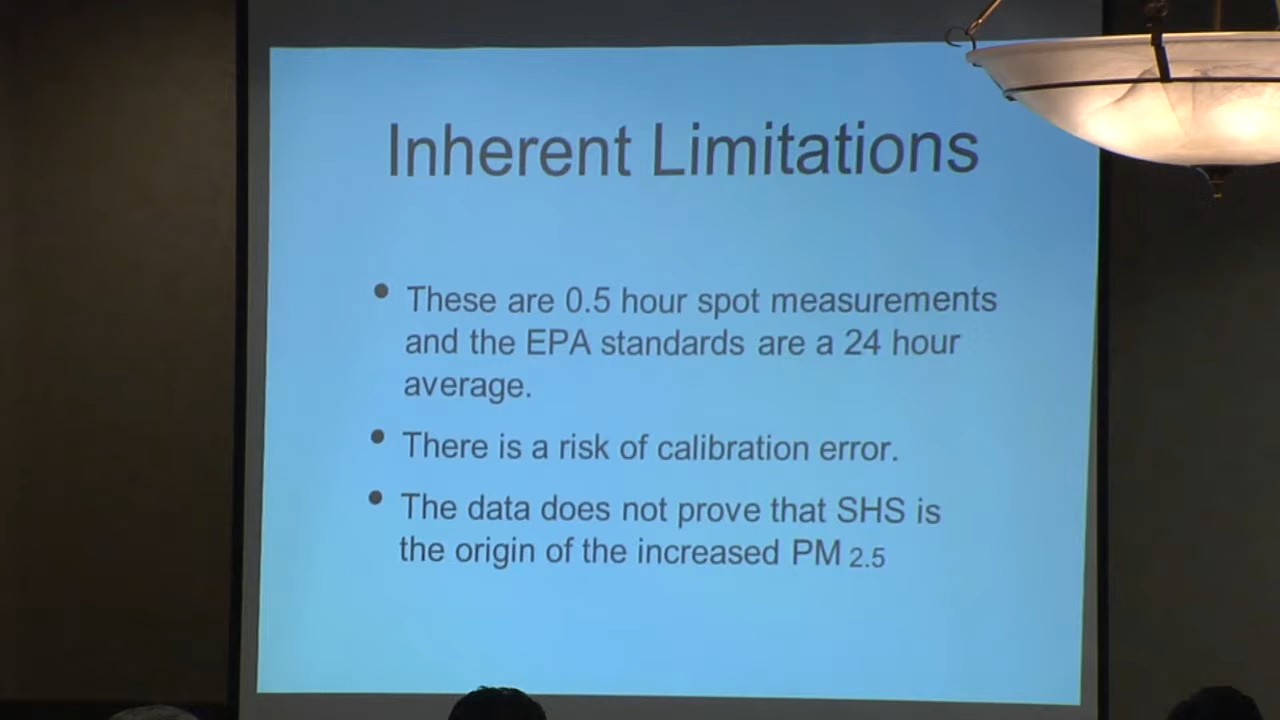 Inherent Limitations
• These are 0.5 hour spot measurements
and the EPA standards are a 24 hour
average.
• There is a risk of calibration error.
• The data does not prove that SHS is
the origin of the increased PM 2.5